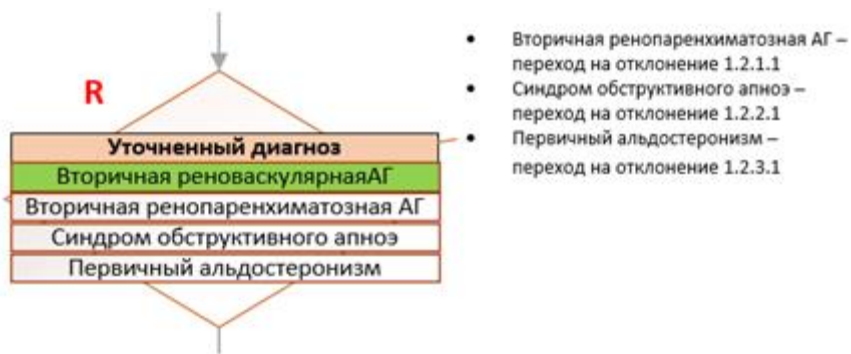 R
Уточненный диагноз
Вторичная реноваскулярнаяАГ
Вторичная ренопаренхиматозная АГ
Синдром обструктивного апноэ
Первичный альдостеронизм
• Вторичная ренопаренхиматозная АГ –
переход на отклонение 1.2.1.1
• Синдром обструктивного апноэ –
переход на отклонение 1.2.2.1
• Первичный альдостеронизм –
переход на отклонение 1.2.3.1